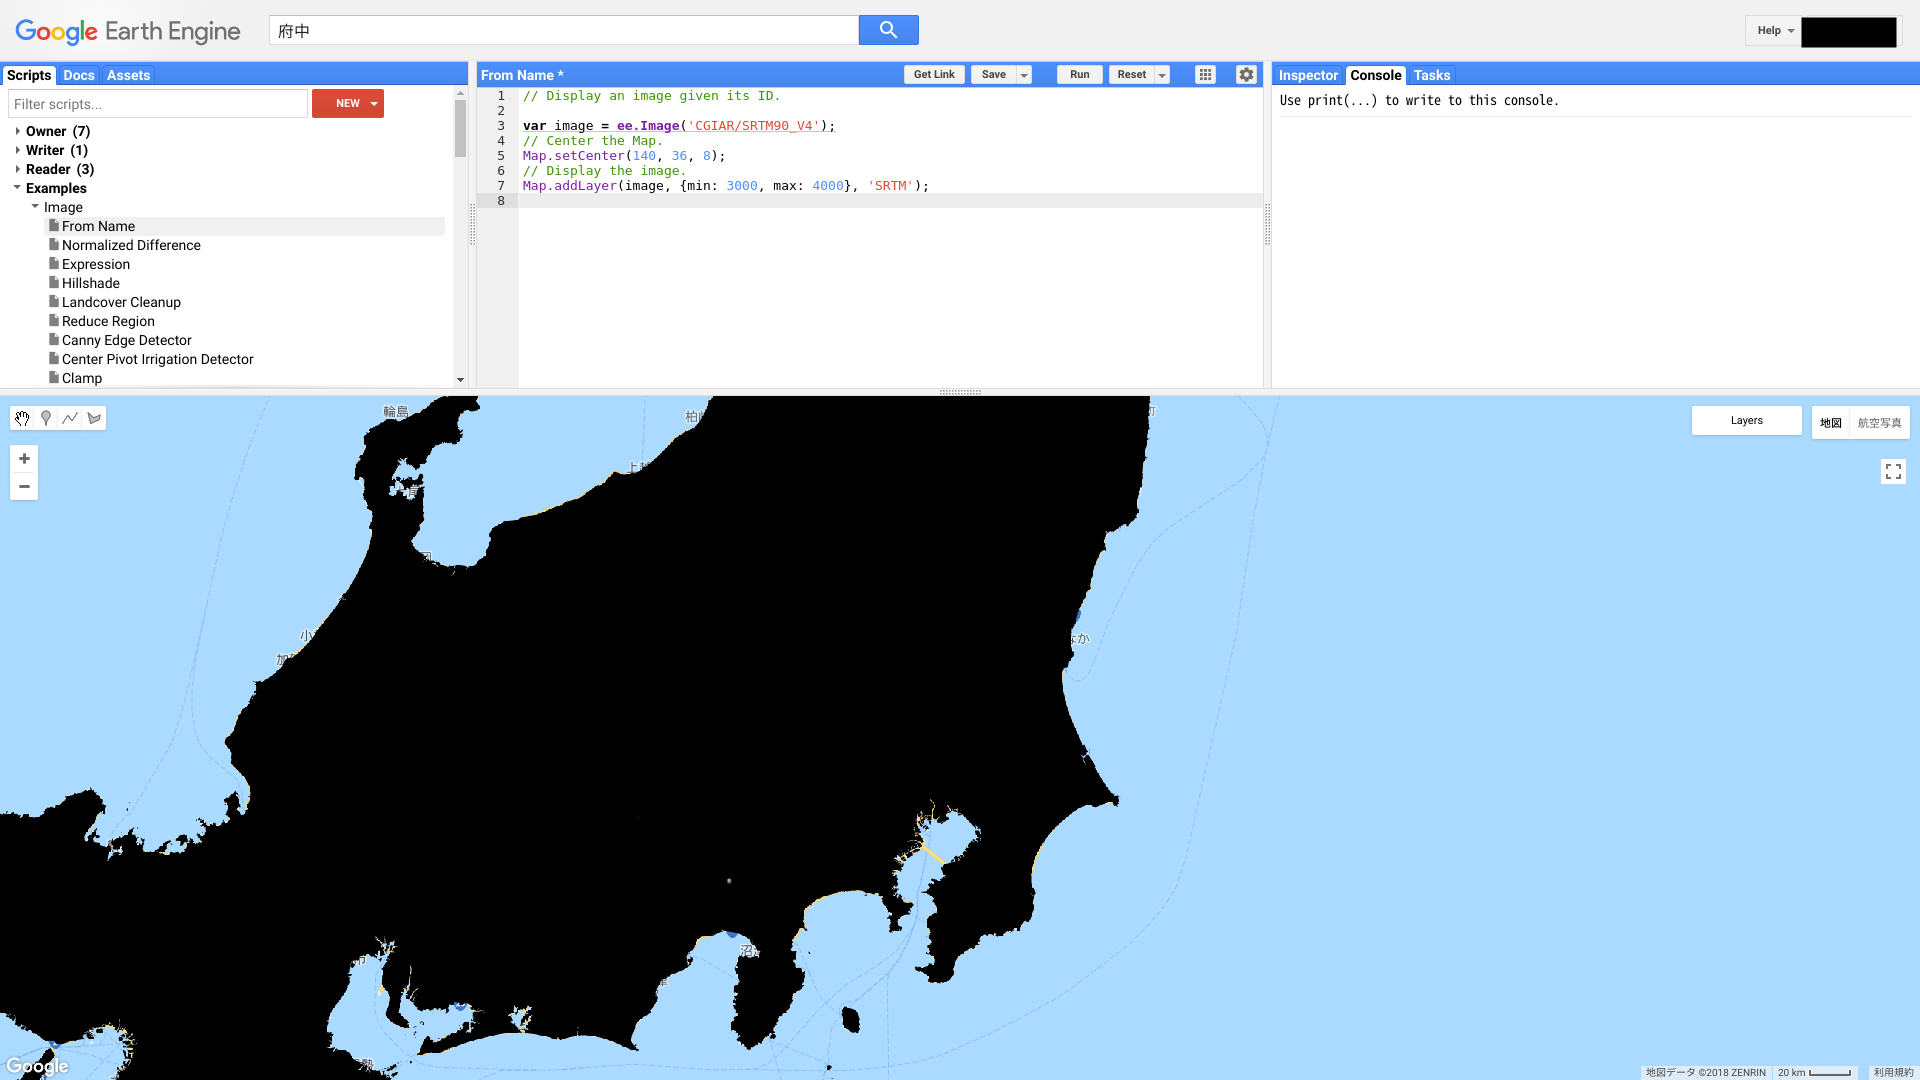 Google Earth Engine
府中
Help
Scripts Docs Assets
Filter scripts...
NEW
Owner (7)
Writer (1)
Reader (3)
Examples
Image
From Name
Normalized Difference
Expression
Hillshade
Landcover Cleanup
Reduce Region
Canny Edge Detector
Center Pivot Irrigation Detector
Clamp
From Name *
Get Link
Save
Run
Reset
1 // Display an image given its ID.
2
3 var image = ee.Image('CGIAR/SRTM90_V4');
4 // Center the Map.
5 Map.setCenter(140, 36, 8);
6 // Display the image.
7 Map.addLayer(image, {min: 3000, max: 4000}, 'SRTM');
8
Inspector Console Tasks
Use print(...) to write to this console.
Layers
地図
航空写真
輪島
柏
町
上
小
加
なか
沼
市
勢
Google
地図データ ©2018 ZENRIN
20 km
利用規約